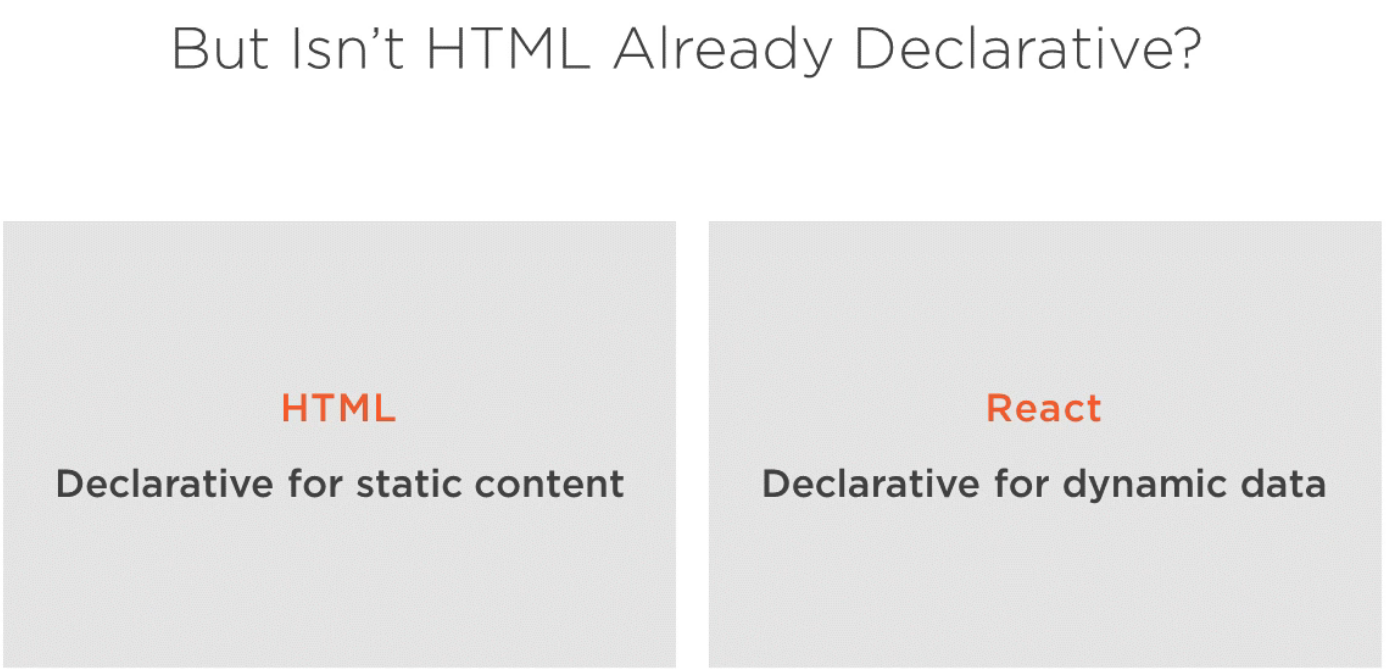 But Isn’t HTML Already Declarative?
HTML
Declarative for static content
React
Declarative for dynamic data